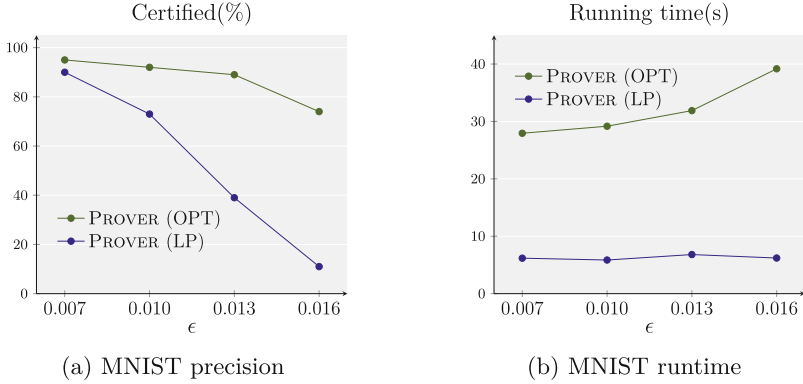 Certified(%)
100
80
60
40
20
0
PROVER (OPT)
PROVER (LP)
0.007 0.010 0.013 0.016
ϵ
(a) MNIST precision
Running time(s)
40
30
20
10
0
PROVER (OPT)
PROVER (LP)
0.007 0.010 0.013 0.016
ϵ
(b) MNIST runtime